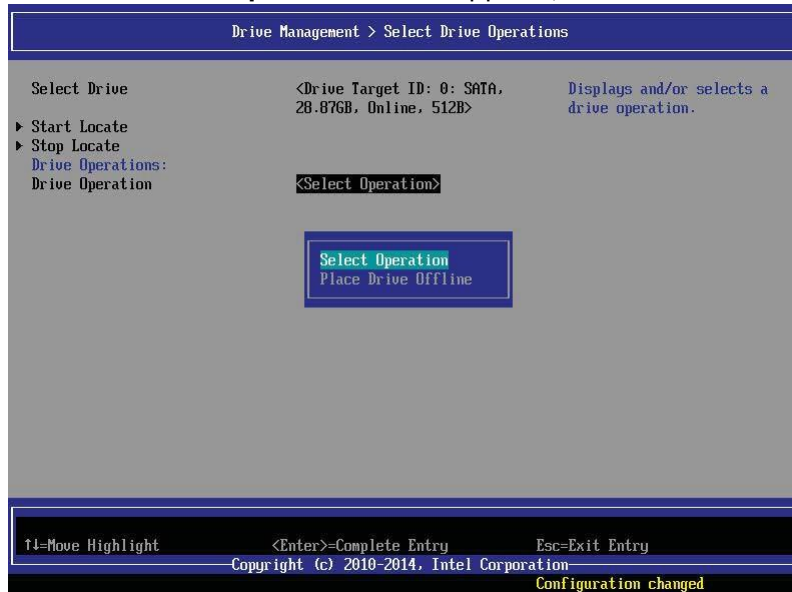 Drive Management > Select Drive Operations
Select Drive <Drive Target ID: 0: SATA, Displays and/or selects a
28.87GB, Online, 512B> drive operation.
▶ Start Locate
▶ Stop Locate
Drive Operations:
Drive Operation <Select Operation>
Select Operation
Place Drive Offline
↑↓=Move Highlight <Enter>=Complete Entry Esc=Exit Entry
Copyright (c) 2010-2014, Intel Corporation
Configuration changed